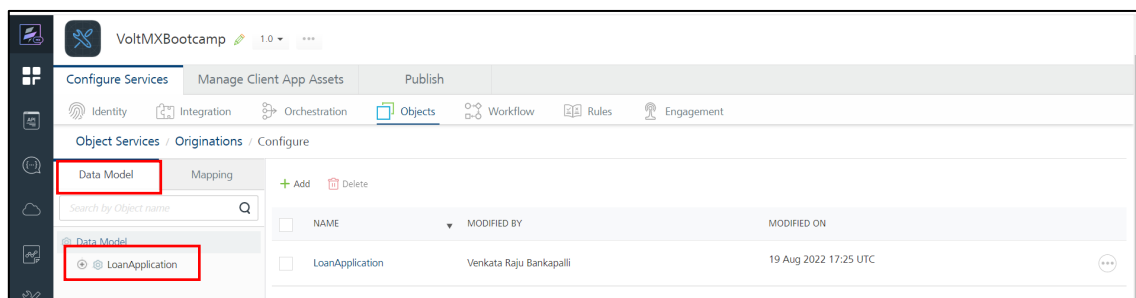 VoltMXBootcamp 1.0
Configure Services Manage Client App Assets Publish
Identity Integration Orchestration Objects Workflow Rules Engagement
Object Services / Originations / Configure
Data Model Mapping
+ Add Delete
Search by Object name
NAME MODIFIED BY MODIFIED ON
Data Model
LoanApplication
LoanApplication Venkata Raju Bankapalli 19 Aug 2022 17:25 UTC